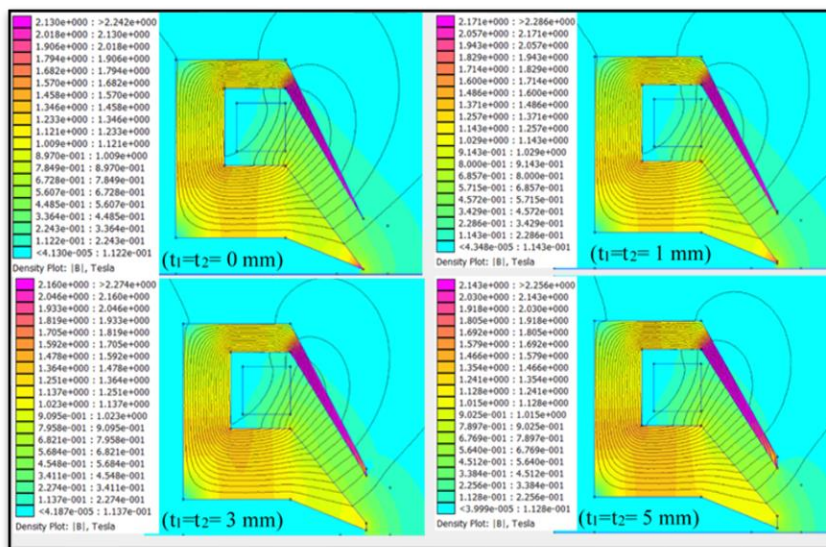 2.130e+000 : >2.242e+000
2.018e+000 : 2.130e+000
1.906e+000 : 2.018e+000
1.794e+000 : 1.906e+000
1.682e+000 : 1.794e+000
1.570e+000 : 1.682e+000
1.458e+000 : 1.570e+000
1.346e+000 : 1.458e+000
1.233e+000 : 1.346e+000
1.121e+000 : 1.233e+000
1.009e+000 : 1.121e+000
8.970e-001 : 1.009e+000
7.849e-001 : 8.970e-001
6.728e-001 : 7.849e-001
5.607e-001 : 6.728e-001
4.485e-001 : 5.607e-001
3.364e-001 : 4.485e-001
2.243e-001 : 3.364e-001
1.122e-001 : 2.243e-001
<4.130e-005 : 1.122e-001
Density Plot: |B|, Tesla
(t1=t2= 0 mm)
2.171e+000 : >2.286e+000
2.057e+000 : 2.171e+000
1.943e+000 : 2.057e+000
1.829e+000 : 1.943e+000
1.714e+000 : 1.829e+000
1.600e+000 : 1.714e+000
1.486e+000 : 1.600e+000
1.371e+000 : 1.486e+000
1.257e+000 : 1.371e+000
1.143e+000 : 1.257e+000
1.029e+000 : 1.143e+000
9.143e-001 : 1.029e+000
8.000e-001 : 9.143e-001
6.857e-001 : 8.000e-001
5.715e-001 : 6.857e-001
4.572e-001 : 5.715e-001
3.429e-001 : 4.572e-001
2.286e-001 : 3.429e-001
1.143e-001 : 2.286e-001
<4.348e-005 : 1.143e-001
Density Plot: |B|, Tesla
(t1=t2= 1 mm)
2.160e+000 : >2.274e+000
2.046e+000 : 2.160e+000
1.933e+000 : 2.046e+000
1.819e+000 : 1.933e+000
1.705e+000 : 1.819e+000
1.592e+000 : 1.705e+000
1.478e+000 : 1.592e+000
1.364e+000 : 1.478e+000
1.251e+000 : 1.364e+000
1.137e+000 : 1.251e+000
1.023e+000 : 1.137e+000
9.095e-001 : 1.023e+000
7.958e-001 : 9.095e-001
6.821e-001 : 7.958e-001
5.684e-001 : 6.821e-001
4.548e-001 : 5.684e-001
3.411e-001 : 4.548e-001
2.274e-001 : 3.411e-001
1.137e-001 : 2.274e-001
<4.187e-005 : 1.137e-001
Density Plot: |B|, Tesla
(t1=t2= 3 mm)
2.143e+000 : >2.256e+000
2.030e+000 : 2.143e+000
1.918e+000 : 2.030e+000
1.805e+000 : 1.918e+000
1.692e+000 : 1.805e+000
1.579e+000 : 1.692e+000
1.466e+000 : 1.579e+000
1.354e+000 : 1.466e+000
1.241e+000 : 1.354e+000
1.128e+000 : 1.241e+000
1.015e+000 : 1.128e+000
9.025e-001 : 1.015e+000
7.897e-001 : 9.025e-001
6.769e-001 : 7.897e-001
5.640e-001 : 6.769e-001
4.512e-001 : 5.640e-001
3.384e-001 : 4.512e-001
2.256e-001 : 3.384e-001
1.128e-001 : 2.256e-001
<3.999e-005 : 1.128e-001
Density Plot: |B|, Tesla
(t1=t2= 5 mm)